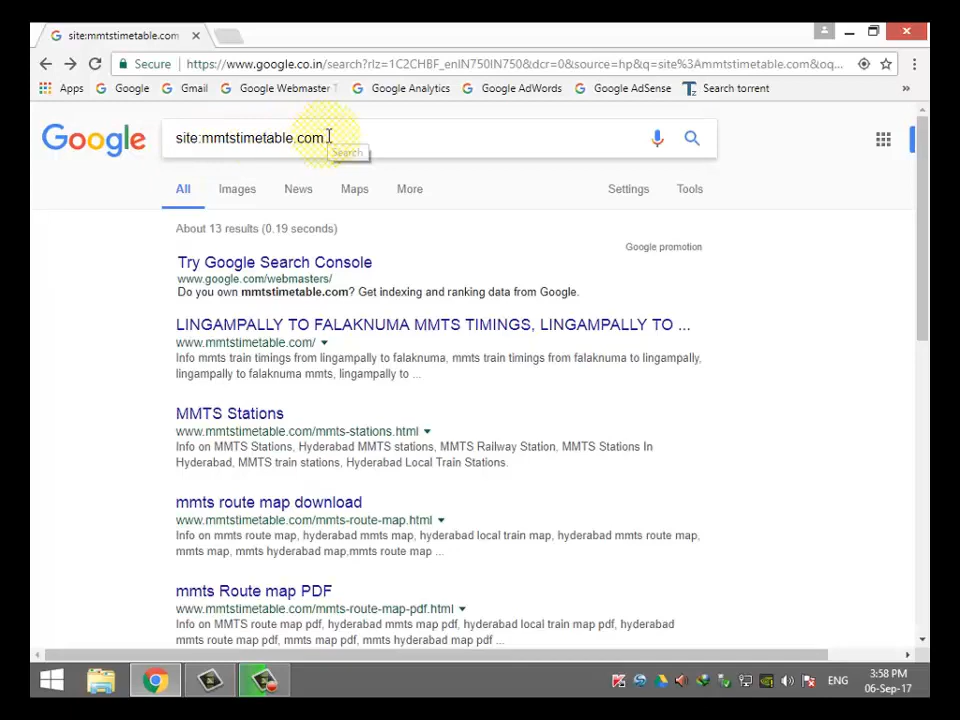 site:mmtstimetable.com
Secure https://www.google.co.in/search?rlz=1C2CHBF_enIN750IN750&dcr=0&source=hp&q=site%3Ammtstimetable.com&oq...
Apps Google Gmail Google Webmaster T Google Analytics Google AdWords Google AdSense Search torrent »
Google
site:mmtstimetable.com
Search
All Images News Maps More Settings Tools
About 13 results (0.19 seconds)
Google promotion
Try Google Search Console
www.google.com/webmasters/
Do you own mmtstimetable.com? Get indexing and ranking data from Google.
LINGAMPALLY TO FALAKNUMA MMTS TIMINGS, LINGAMPALLY TO ...
www.mmtstimetable.com/
Info mmts train timings from lingampally to falaknuma, mmts train timings from falaknuma to lingampally,
lingampally to falaknuma mmts, lingampally to ...
MMTS Stations
www.mmtstimetable.com/mmts-stations.html
Info on MMTS Stations, Hyderabad MMTS stations, MMTS Railway Station, MMTS Stations In
Hyderabad, MMTS train stations, Hyderabad Local Train Stations.
mmts route map download
www.mmtstimetable.com/mmts-route-map.html
Info on mmts route map, hyderabad mmts map, hyderabad local train map, hyderabad mmts route map,
mmts map, mmts hyderabad map,mmts route map ...
mmts Route map PDF
www.mmtstimetable.com/mmts-route-map-pdf.html
Info on MMTS route map pdf, hyderabad mmts map pdf, hyderabad local train map pdf, hyderabad
mmts route map pdf, mmts map pdf, mmts hyderabad map pdf ...
ENG
3:58 PM
06-Sep-17